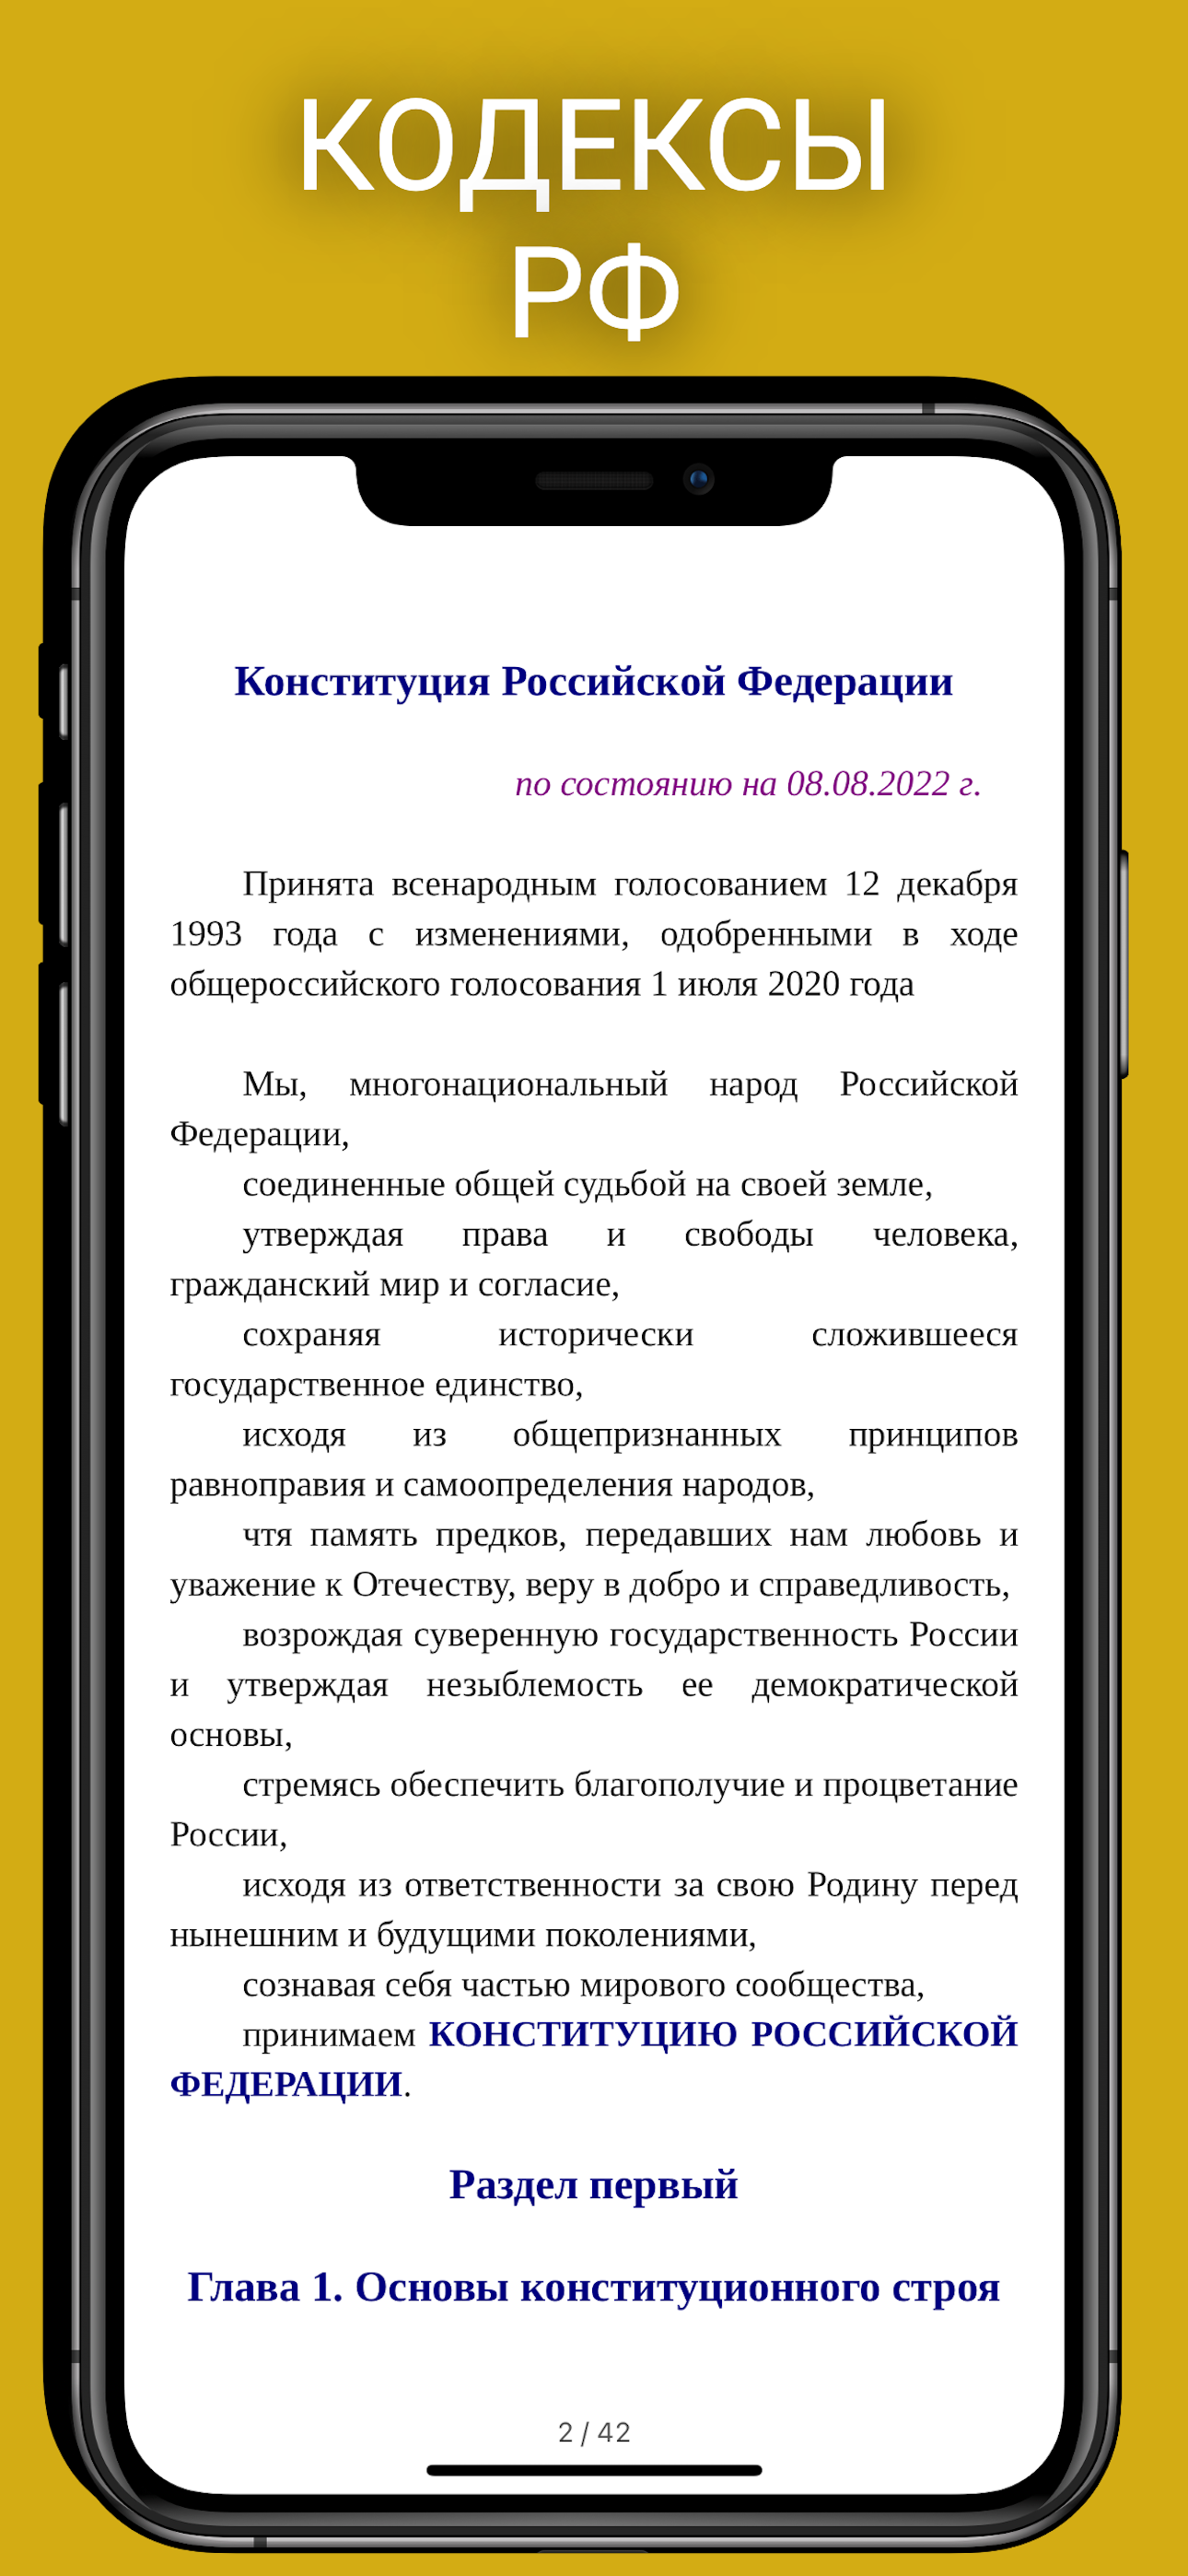 КОДЕКСЫ
РФ
Конституция Российской Федерации
по состоянию на 08.08.2022 г.
Принята всенародным голосованием 12 декабря
1993 года с изменениями, одобренными в ходе
общероссийского голосования 1 июля 2020 года
Мы, многонациональный народ Российской
Федерации,
соединенные общей судьбой на своей земле,
утверждая права и свободы человека,
гражданский мир и согласие,
сохраняя исторически сложившееся
государственное единство,
исходя из общепризнанных принципов
равноправия и самоопределения народов,
чтя память предков, передавших нам любовь и
уважение к Отечеству, веру в добро и справедливость,
возрождая суверенную государственность России
и утверждая незыблемость ее демократической
основы,
стремясь обеспечить благополучие и процветание
России,
исходя из ответственности за свою Родину перед
нынешним и будущими поколениями,
сознавая себя частью мирового сообщества,
принимаем КОНСТИТУЦИЮ РОССИЙСКОЙ
ФЕДЕРАЦИИ.
Раздел первый
Глава 1. Основы конституционного строя
2 / 42